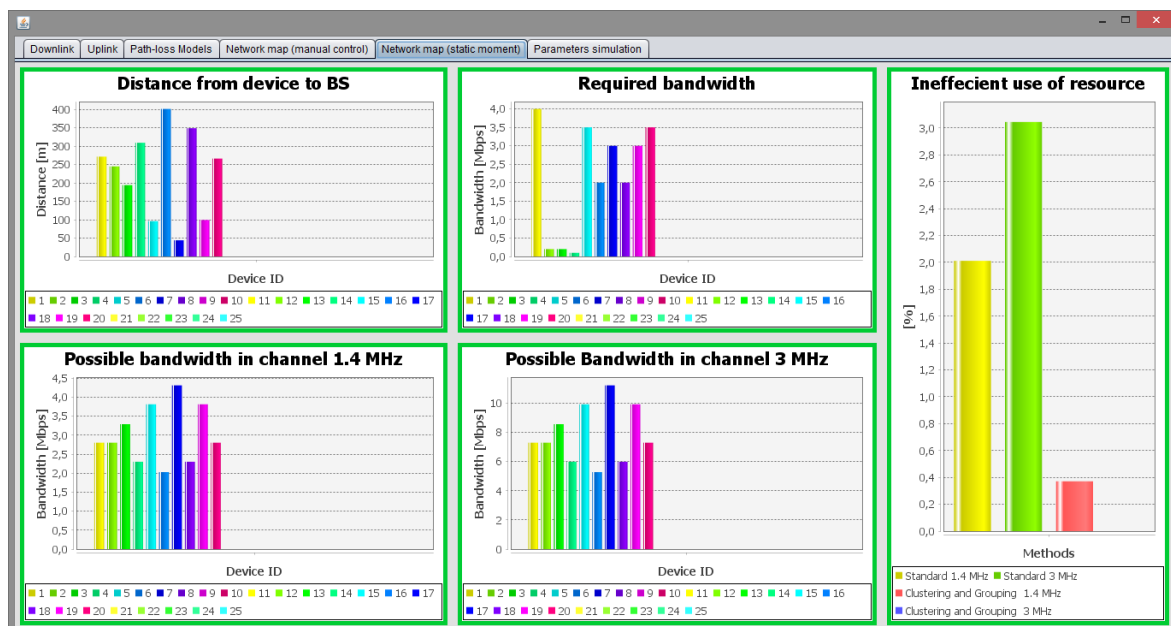 Downlink Uplink Path-loss Models Network map (manual control) Network map (static moment) Parameters simulation
Distance from device to BS
Distance [m]
400
350
300
250
200
150
100
50
0
Device ID
1 2 3 4 5 6 7 8 9 10 11 12 13 14 15 16 17
18 19 20 21 22 23 24 25
Required bandwidth
Bandwidth [Mbps]
4,0
3,5
3,0
2,5
2,0
1,5
1,0
0,5
0,0
Device ID
1 2 3 4 5 6 7 8 9 10 11 12 13 14 15 16
17 18 19 20 21 22 23 24 25
Possible bandwidth in channel 1.4 MHz
Bandwidth [Mbps]
4,5
4,0
3,5
3,0
2,5
2,0
1,5
1,0
0,5
0,0
Device ID
1 2 3 4 5 6 7 8 9 10 11 12 13 14 15 16 17
18 19 20 21 22 23 24 25
Possible Bandwidth in channel 3 MHz
Bandwidth [Mbps]
10
8
6
4
2
0
Device ID
1 2 3 4 5 6 7 8 9 10 11 12 13 14 15 16
17 18 19 20 21 22 23 24 25
Ineffecient use of resource
[%]
3,0
2,8
2,6
2,4
2,2
2,0
1,8
1,6
1,4
1,2
1,0
0,8
0,6
0,4
0,2
0,0
Methods
Standard 1.4 MHz Standard 3 MHz
Clustering and Grouping 1.4 MHz
Clustering and Grouping 3 MHz